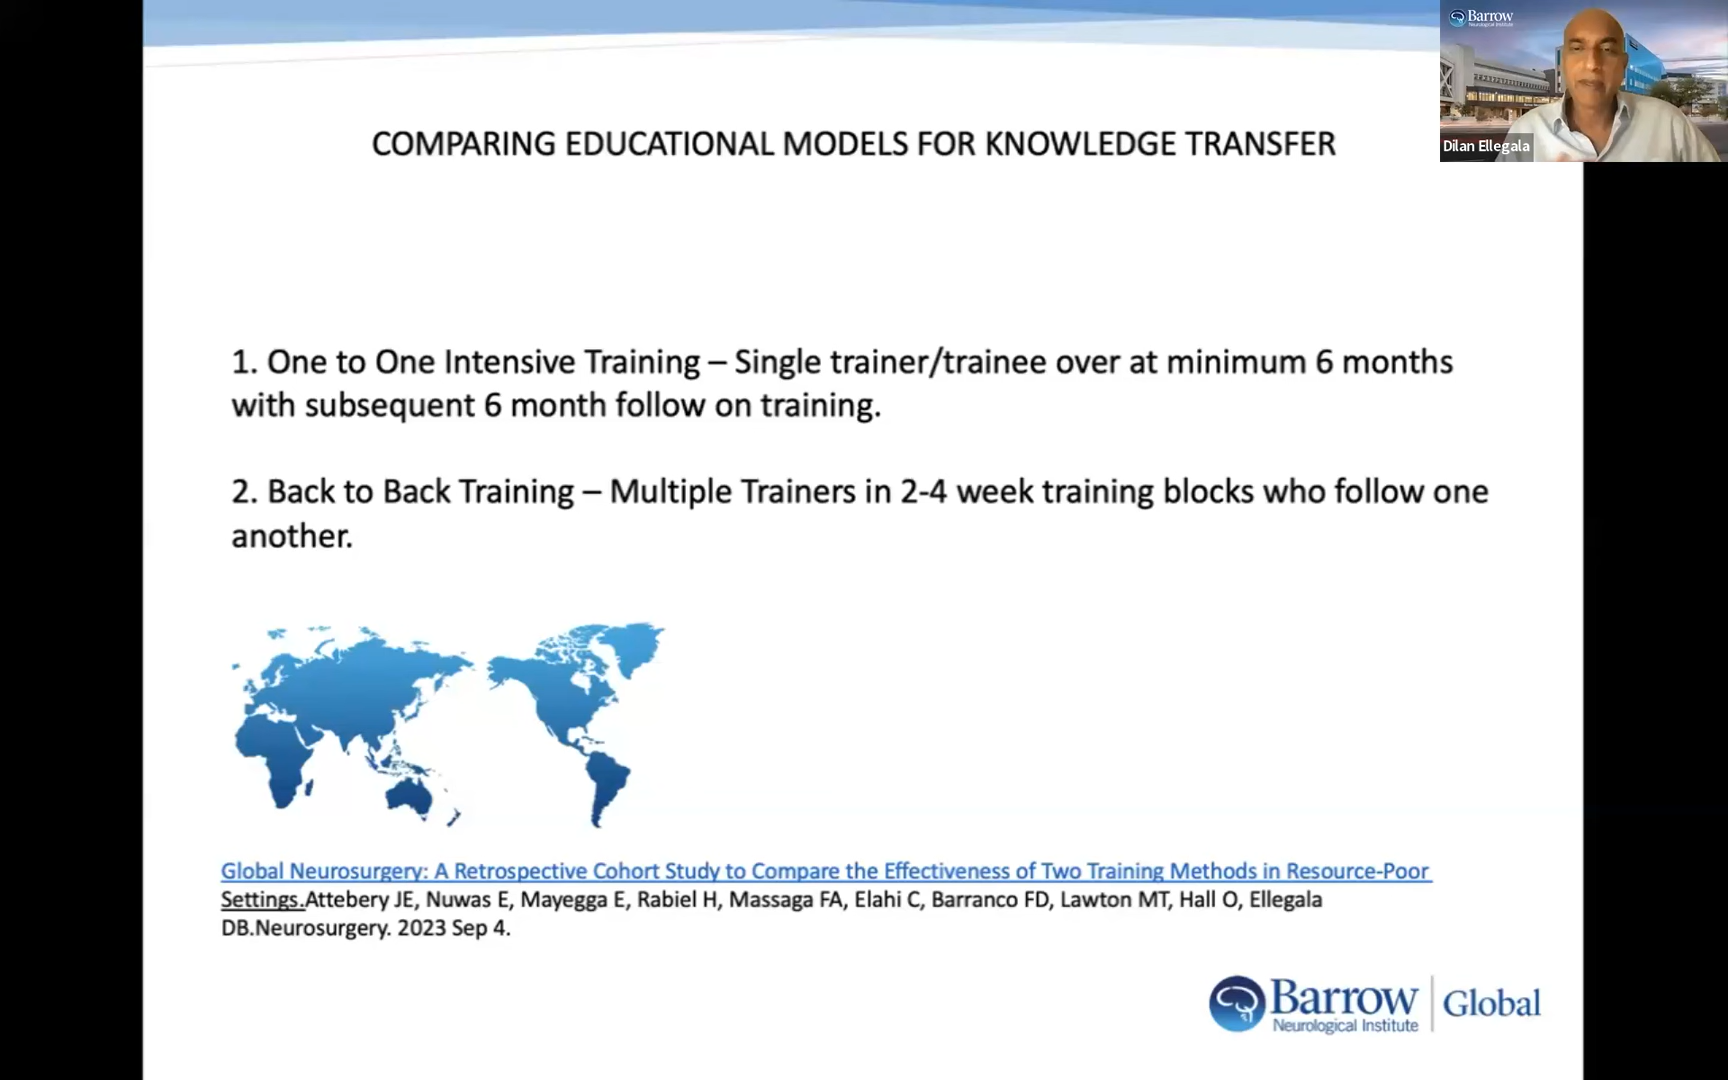 Barrow
Neurological Institute
Dilan Ellegala
COMPARING EDUCATIONAL MODELS FOR KNOWLEDGE TRANSFER
1. One to One Intensive Training – Single trainer/trainee over at minimum 6 months
with subsequent 6 month follow on training.
2. Back to Back Training – Multiple Trainers in 2-4 week training blocks who follow one
another.
Global Neurosurgery: A Retrospective Cohort Study to Compare the Effectiveness of Two Training Methods in Resource-Poor
Settings.Attebery JE, Nuwas E, Mayegga E, Rabiel H, Massaga FA, Elahi C, Barranco FD, Lawton MT, Hall O, Ellegala
DB.Neurosurgery. 2023 Sep 4.
Barrow
Neurological Institute
Global